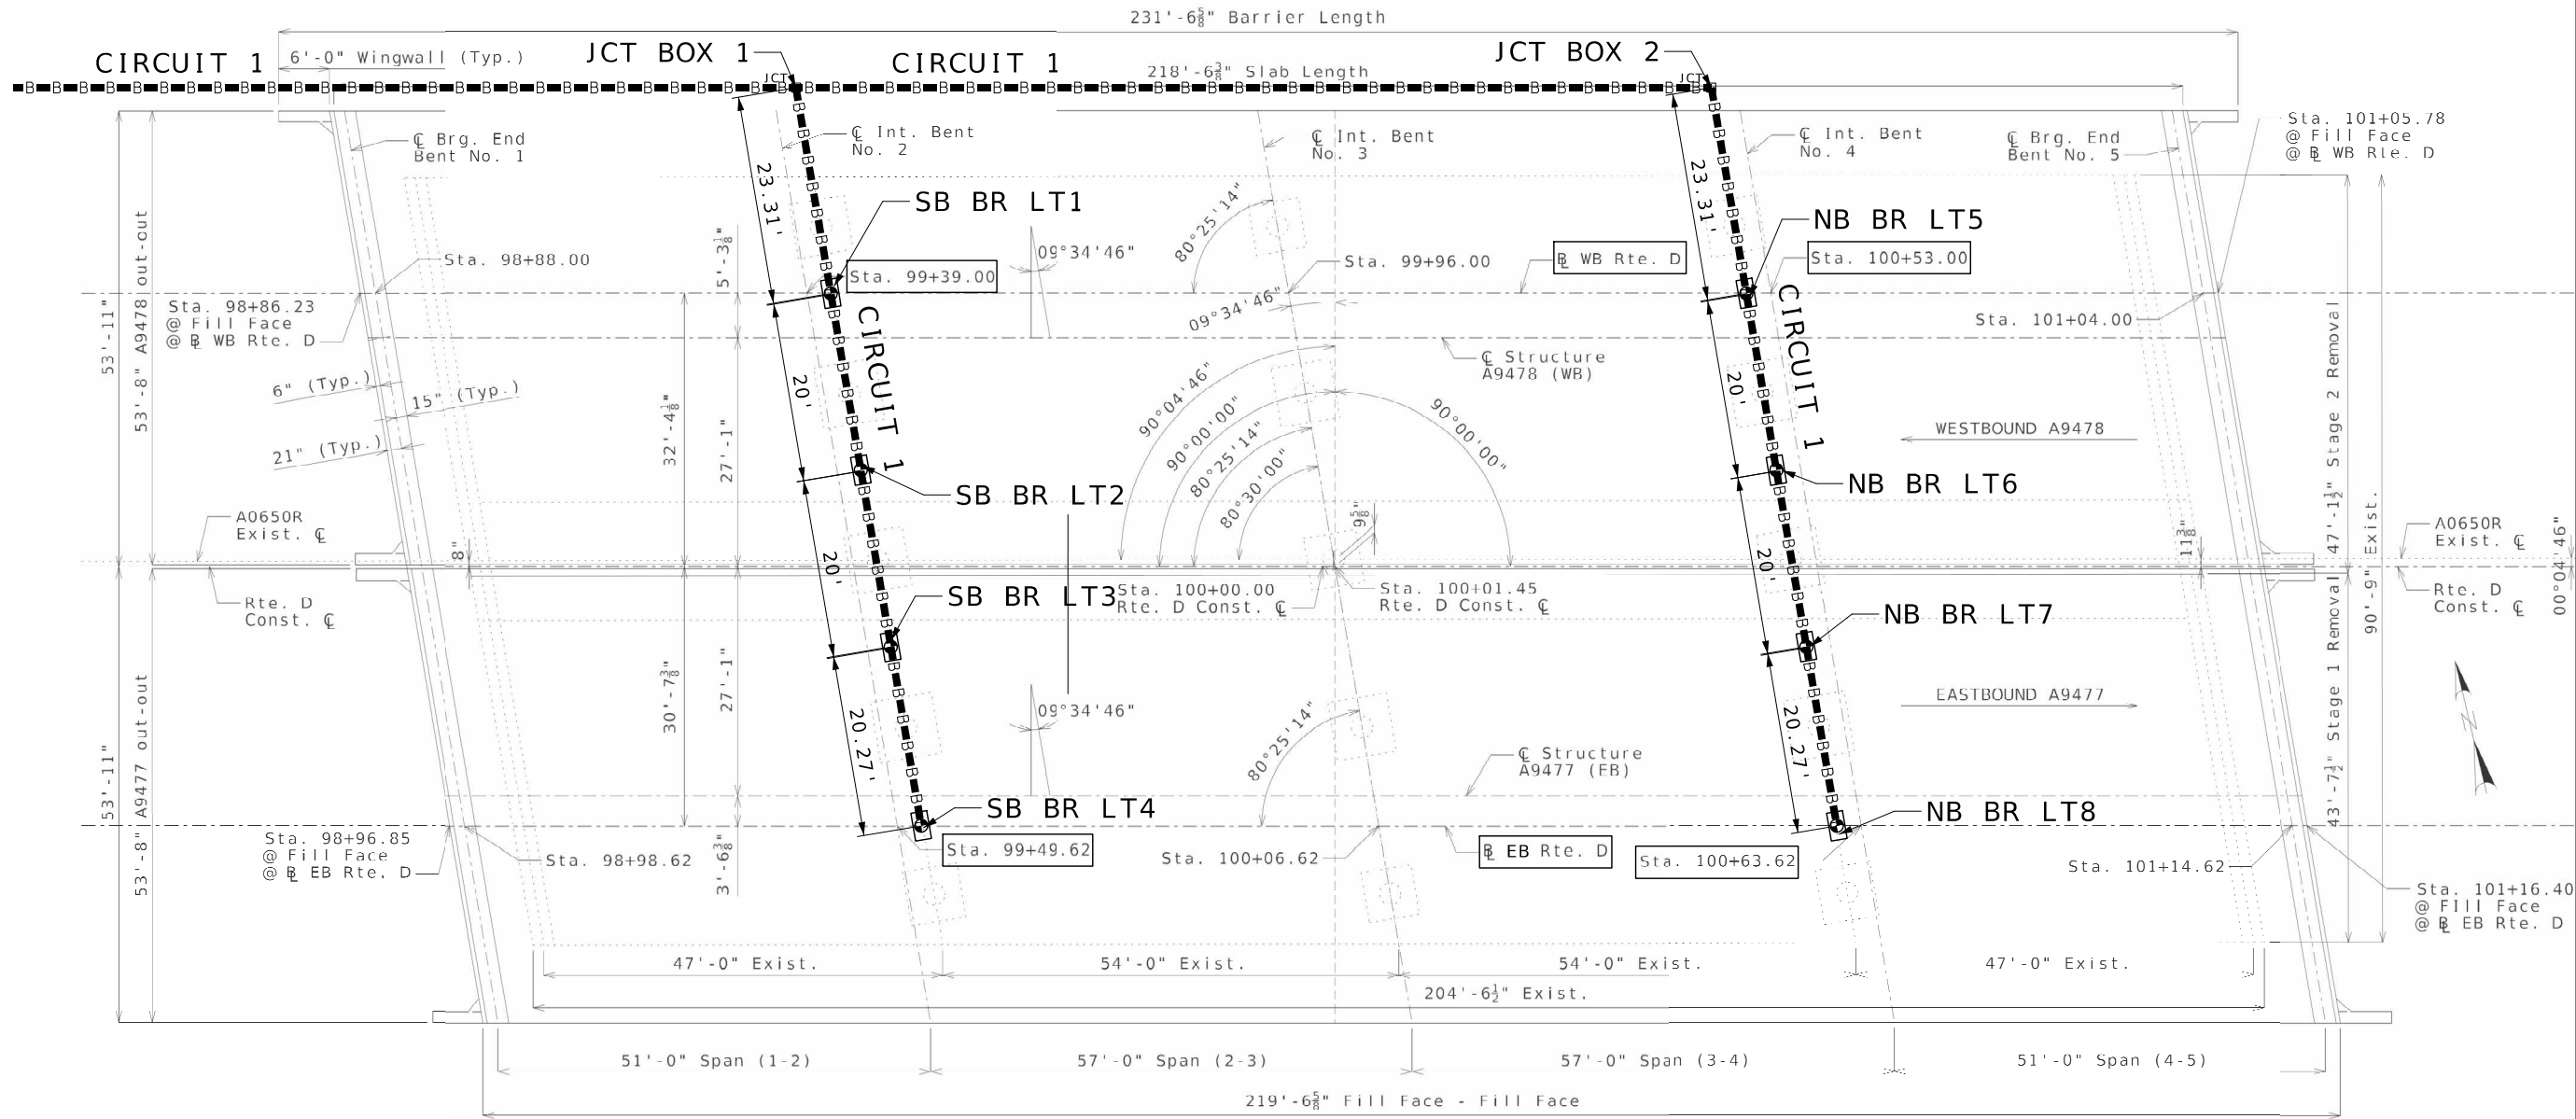 231'-6⅝" Barrier Length
CIRCUIT 1
6'-0" Wingwall (Typ.)
JCT BOX 1
CIRCUIT 1
JCT BOX 2
218'-6⅜" Slab Length
JCT
JCT
℄ Brg. End
Bent No. 1
℄ Int. Bent
No. 2
℄ Int. Bent
No. 3
℄ Int. Bent
No. 4
℄ Brg. End
Bent No. 5
Sta. 101+05.78
@ Fill Face
@ BL WB Rte. D
23.31'
23.31'
SB BR LT1
NB BR LT5
80°25'14"
53'-8" A9478 out-out
53'-11"
5'-3⅛"
09°34'46"
Sta. 98+88.00
Sta. 99+39.00
Sta. 99+96.00
BL WB Rte. D
Sta. 100+53.00
Sta. 98+86.23
@ Fill Face
@ BL WB Rte. D
CIRCUIT 1
09°34'46"
CIRCUIT 1
Sta. 101+04.00
℄ Structure
A9478 (WB)
6" (Typ.)
15" (Typ.)
21" (Typ.)
20'
20'
32'-4⅛"
27'-1"
90°04'46"
90°00'00"
80°25'14"
80°30'00"
90°00'00"
WESTBOUND A9478
47'-1½" Stage 2 Removal
SB BR LT2
NB BR LT6
A0650R
Exist. ℄
8"
9⅝"
11⅜"
90'-9" Exist.
A0650R
Exist. ℄
00°04'46"
20'
20'
Rte. D
Const. ℄
SB BR LT3
Sta. 100+00.00
Rte. D Const. ℄
Sta. 100+01.45
Rte. D Const. ℄
NB BR LT7
Rte. D
Const. ℄
53'-11"
53'-8" A9477 out-out
30'-7⅜"
27'-1"
20.27'
09°34'46"
80°25'14"
20.27'
EASTBOUND A9477
43'-7½" Stage 1 Removal
℄ Structure
A9477 (EB)
SB BR LT4
NB BR LT8
Sta. 98+96.85
@ Fill Face
@ BL EB Rte. D
Sta. 98+98.62
3'-6⅜"
Sta. 99+49.62
Sta. 100+06.62
BL EB Rte. D
Sta. 100+63.62
Sta. 101+14.62
Sta. 101+16.40
@ Fill Face
@ BL EB Rte. D
47'-0" Exist.
54'-0" Exist.
54'-0" Exist.
47'-0" Exist.
204'-6½" Exist.
51'-0" Span (1-2)
57'-0" Span (2-3)
57'-0" Span (3-4)
51'-0" Span (4-5)
219'-6⅝" Fill Face - Fill Face